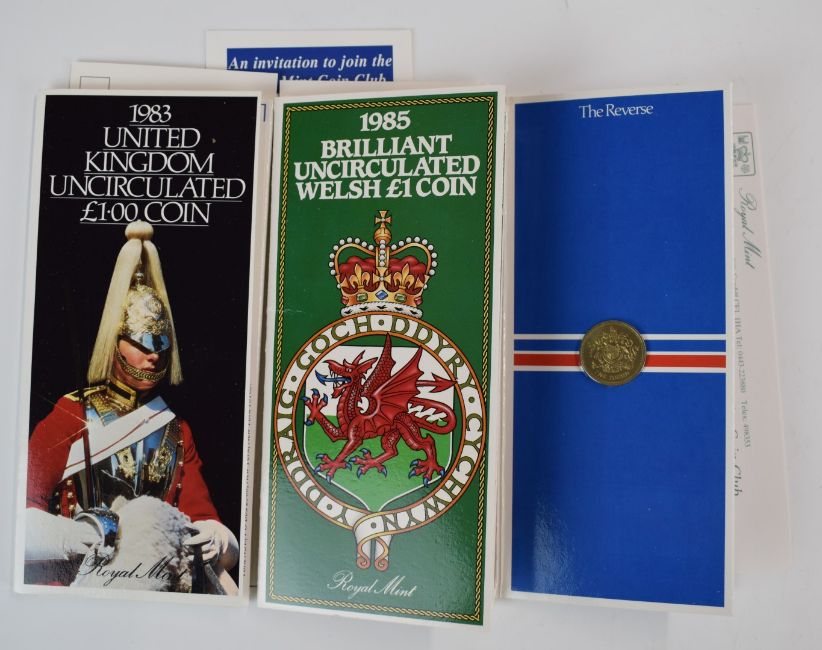 An invitation to join the
Mint Coin Club
1983
UNITED
KINGDOM
UNCIRCULATED
£1·00 COIN
Royal Mint
1985
BRILLIANT
UNCIRCULATED
WELSH £1 COIN
Y DDRAIG GOCH DDYRY CYCHWYN
Royal Mint
The Reverse
Royal Mint